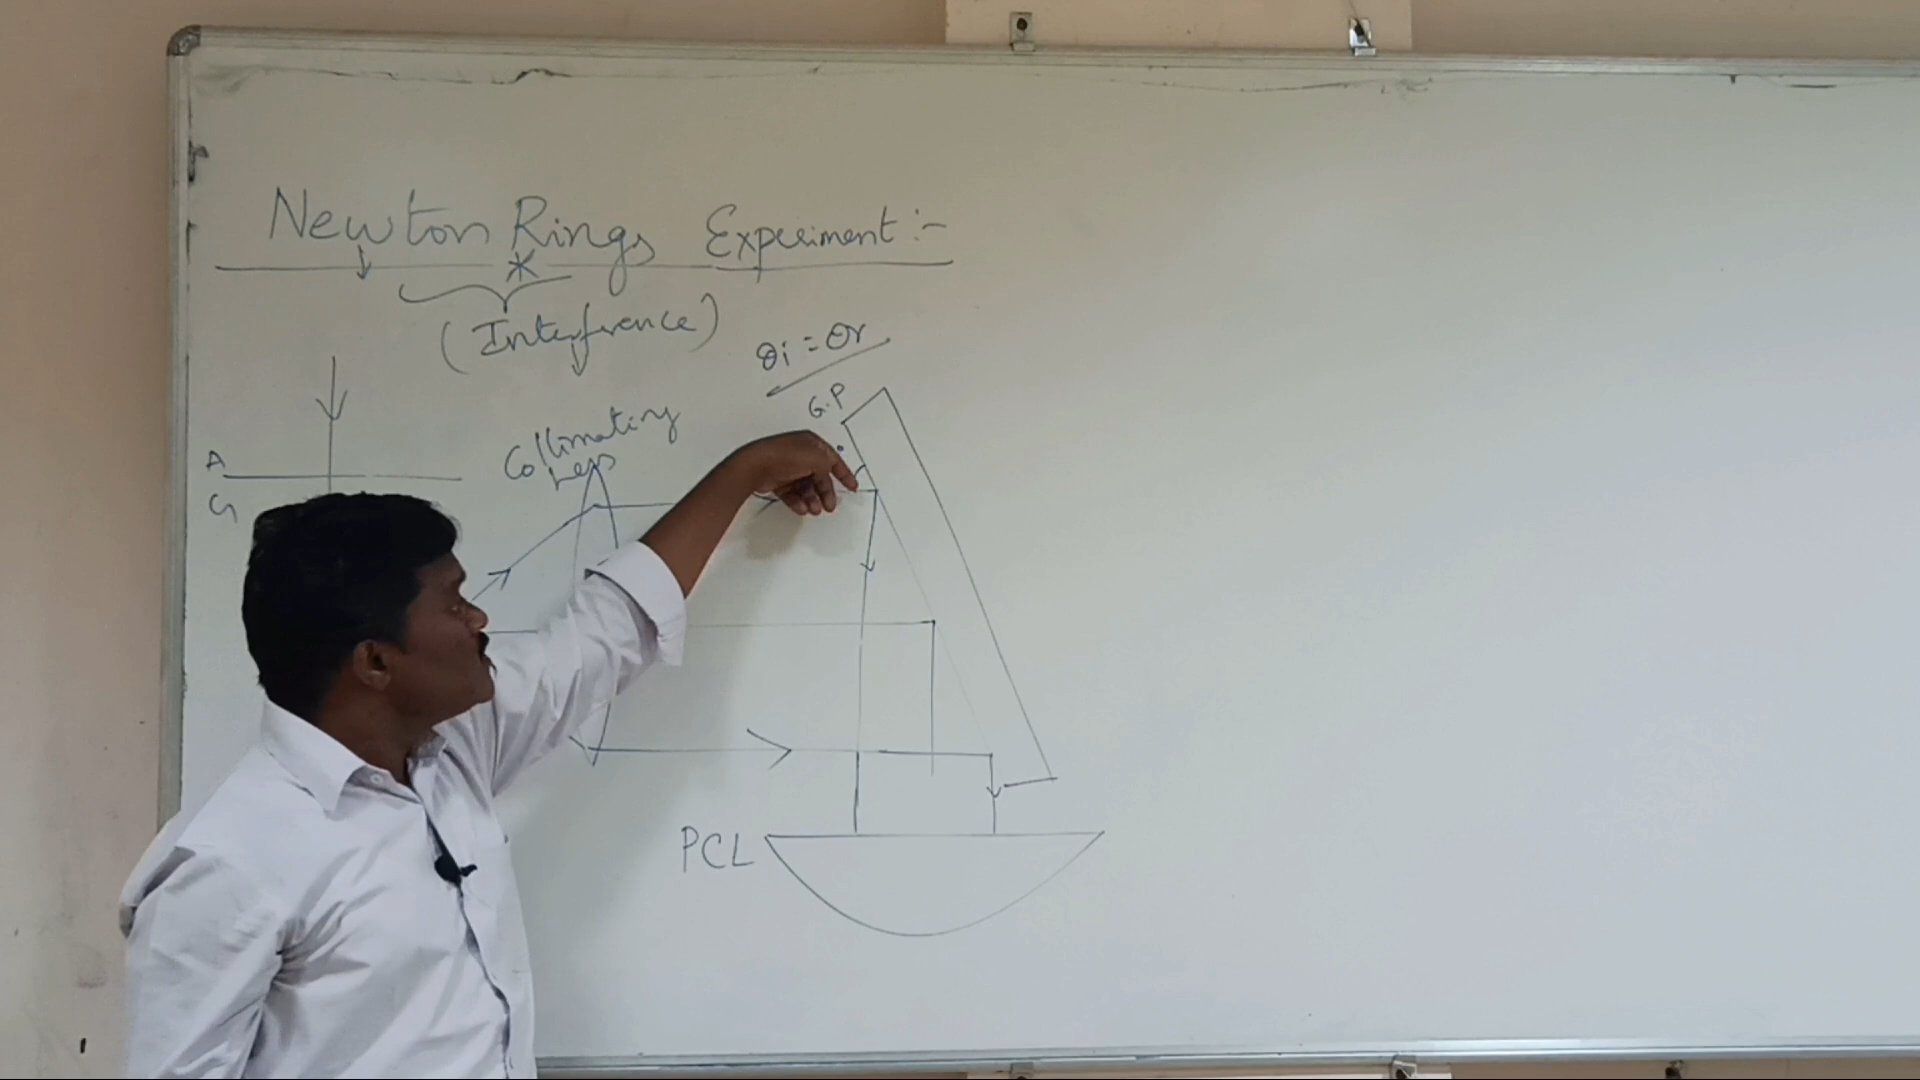 Newton Rings Experiment :-
(Interference)
θi = θr
G.P
Collimating
Lens
A
G
PCL